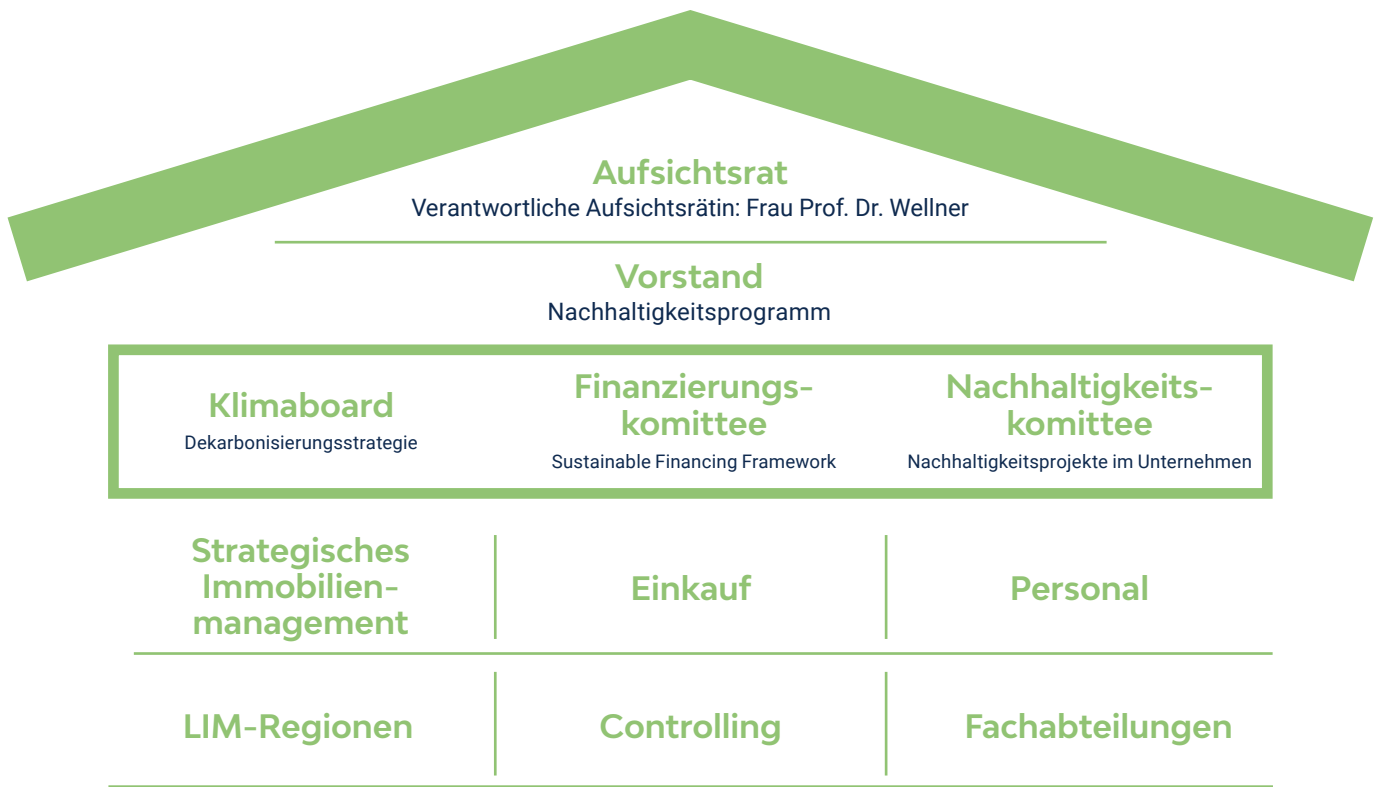 Aufsichtsrat
Verantwortliche Aufsichtsrätin: Frau Prof. Dr. Wellner
Vorstand
Nachhaltigkeitsprogramm
Klimaboard
Dekarbonisierungsstrategie
Finanzierungs-
komittee
Sustainable Financing Framework
Nachhaltigkeits-
komittee
Nachhaltigkeitsprojekte im Unternehmen
Strategisches
Immobilien-
management
Einkauf
Personal
LIM-Regionen
Controlling
Fachabteilungen